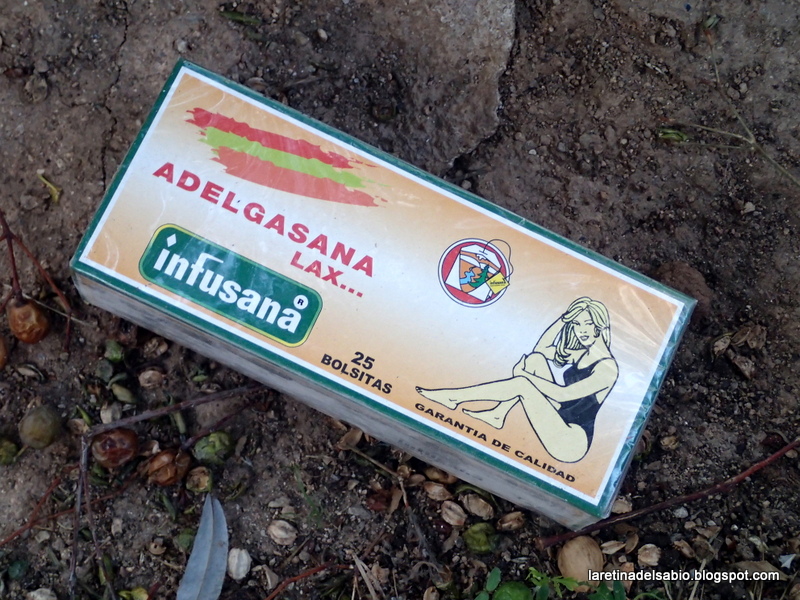 ADELGASANA
LAX...
infusana ®
25
BOLSITAS
GARANTIA DE CALIDAD
laretinadelsabio.blogspot.com